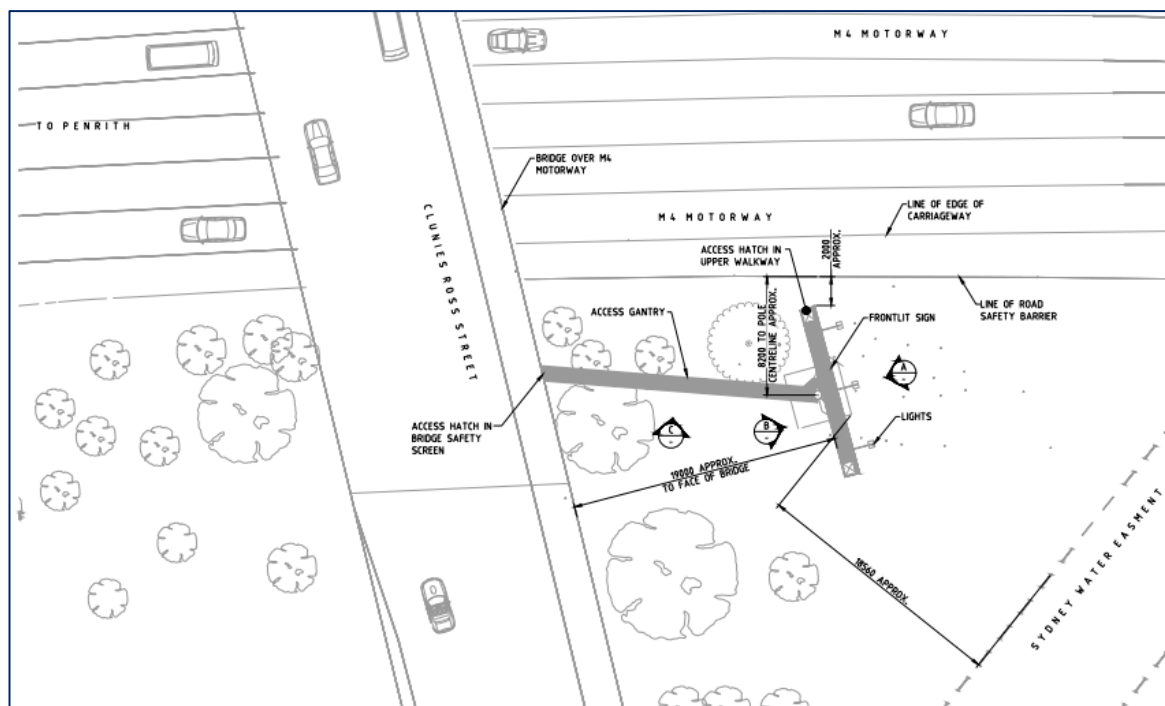 M4 MOTORWAY
TO PENRITH
BRIDGE OVER M4
MOTORWAY
CLUNIES ROSS STREET
M4 MOTORWAY
LINE OF EDGE OF
CARRIAGEWAY
ACCESS HATCH IN
UPPER WALKWAY
2000
APPROX.
LINE OF ROAD
SAFETY BARRIER
ACCESS GANTRY
8200 TO POLE
CENTRELINE APPROX.
FRONTLIT SIGN
A
-
ACCESS HATCH IN
BRIDGE SAFETY
SCREEN
C
-
B
-
LIGHTS
19000 APPROX.
TO FACE OF BRIDGE
18560 APPROX.
SYDNEY WATER EASMENT